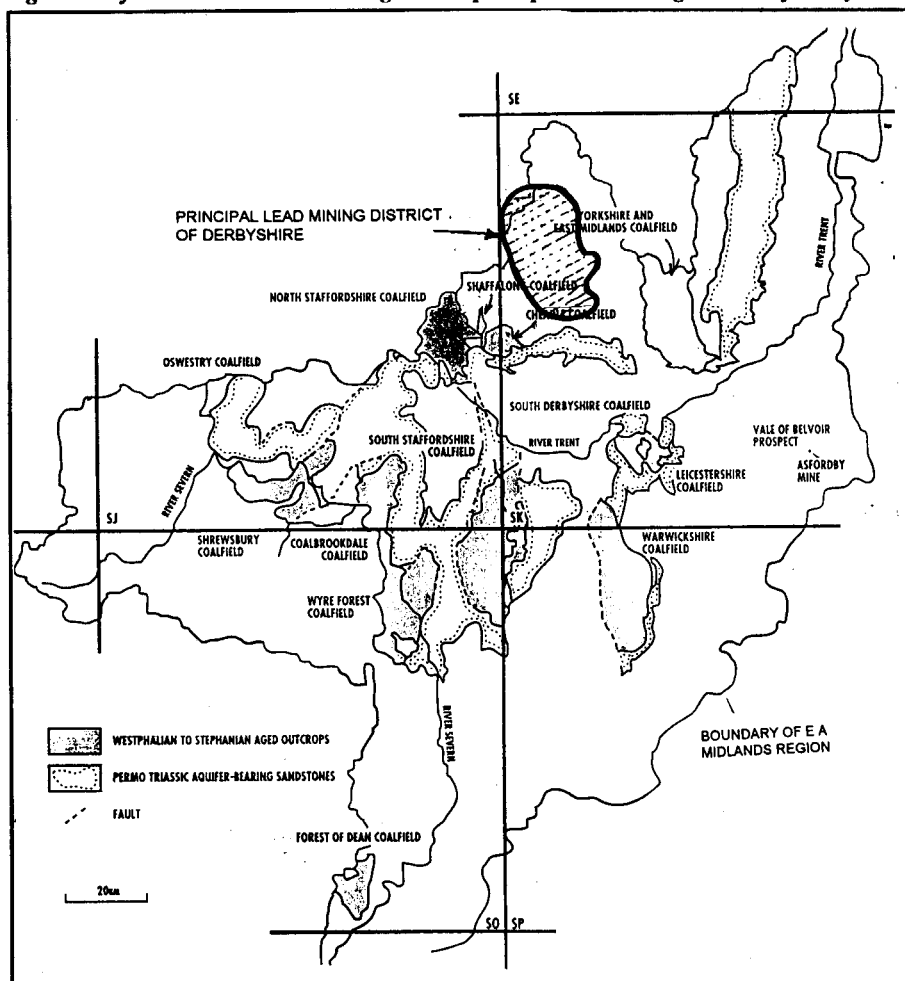 SE
PRINCIPAL LEAD MINING DISTRICT
OF DERBYSHIRE
YORKSHIRE AND
EAST MIDLANDS COALFIELD
RIVER TRENT
SHAFFALONG COALFIELD
NORTH STAFFORDSHIRE COALFIELD
COALFIELD
OSWESTRY COALFIELD
SOUTH DERBYSHIRE COALFIELD
VALE OF BELVOIR
PROSPECT
SOUTH STAFFORDSHIRE
COALFIELD
RIVER TRENT
ASFORDBY
MINE
LEICESTERSHIRE
COALFIELD
RIVER SEVERN
SJ
SK
SHREWSBURY
COALFIELD
COALBROOKDALE
COALFIELD
WARWICKSHIRE
COALFIELD
WYRE FOREST
COALFIELD
BOUNDARY OF E A
MIDLANDS REGION
RIVER SEVERN
WESTPHALIAN TO STEPHANIAN AGED OUTCROPS
PERMO TRIASSIC AQUIFER-BEARING SANDSTONES
FAULT
FOREST OF DEAN COALFIELD
20KM
SO SP